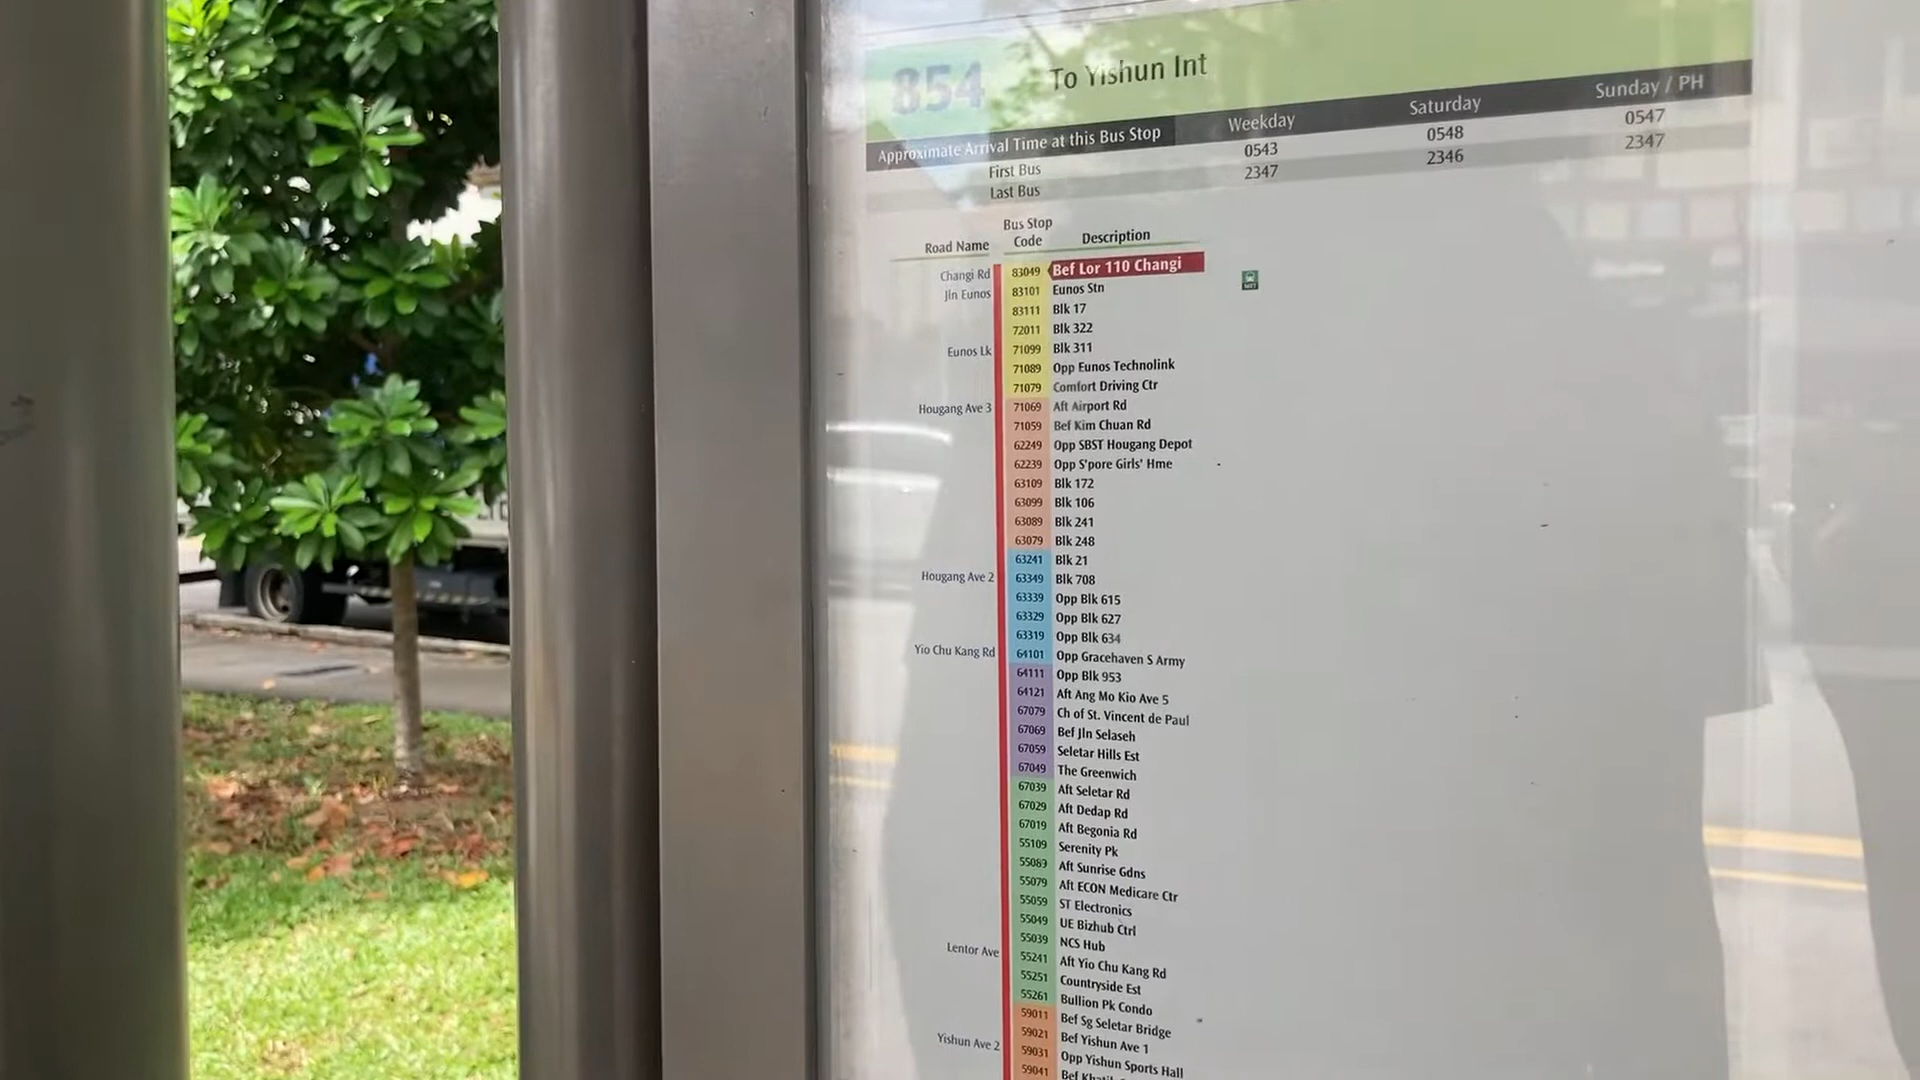 854 To Yishun Int
Approximate Arrival Time at this Bus Stop Weekday Saturday Sunday / PH
First Bus 0543 0548 0547
Last Bus 2347 2346 2347
Road Name Bus Stop Code Description
Changi Rd 83049 Bef Lor 110 Changi
Jln Eunos 83101 Eunos Stn
83111 Blk 17
72011 Blk 322
Eunos Lk 71099 Blk 311
71089 Opp Eunos Technolink
71079 Comfort Driving Ctr
Hougang Ave 3 71069 Aft Airport Rd
71059 Bef Kim Chuan Rd
62249 Opp SBST Hougang Depot
62239 Opp S'pore Girls' Hme
63109 Blk 172
63099 Blk 106
63089 Blk 241
63079 Blk 248
63241 Blk 21
Hougang Ave 2 63349 Blk 708
63339 Opp Blk 615
63329 Opp Blk 627
63319 Opp Blk 634
Yio Chu Kang Rd 64101 Opp Gracehaven S Army
64111 Opp Blk 953
64121 Aft Ang Mo Kio Ave 5
67079 Ch of St. Vincent de Paul
67069 Bef Jln Selaseh
67059 Seletar Hills Est
67049 The Greenwich
67039 Aft Seletar Rd
67029 Aft Dedap Rd
67019 Aft Begonia Rd
55109 Serenity Pk
55089 Aft Sunrise Gdns
55079 Aft ECON Medicare Ctr
55059 ST Electronics
55049 UE Bizhub Ctrl
55039 NCS Hub
Lentor Ave 55241 Aft Yio Chu Kang Rd
55251 Countryside Est
55261 Bullion Pk Condo
59011 Bef Sg Seletar Bridge
Yishun Ave 2 59021 Bef Yishun Ave 1
59031 Opp Yishun Sports Hall
59041 Bef